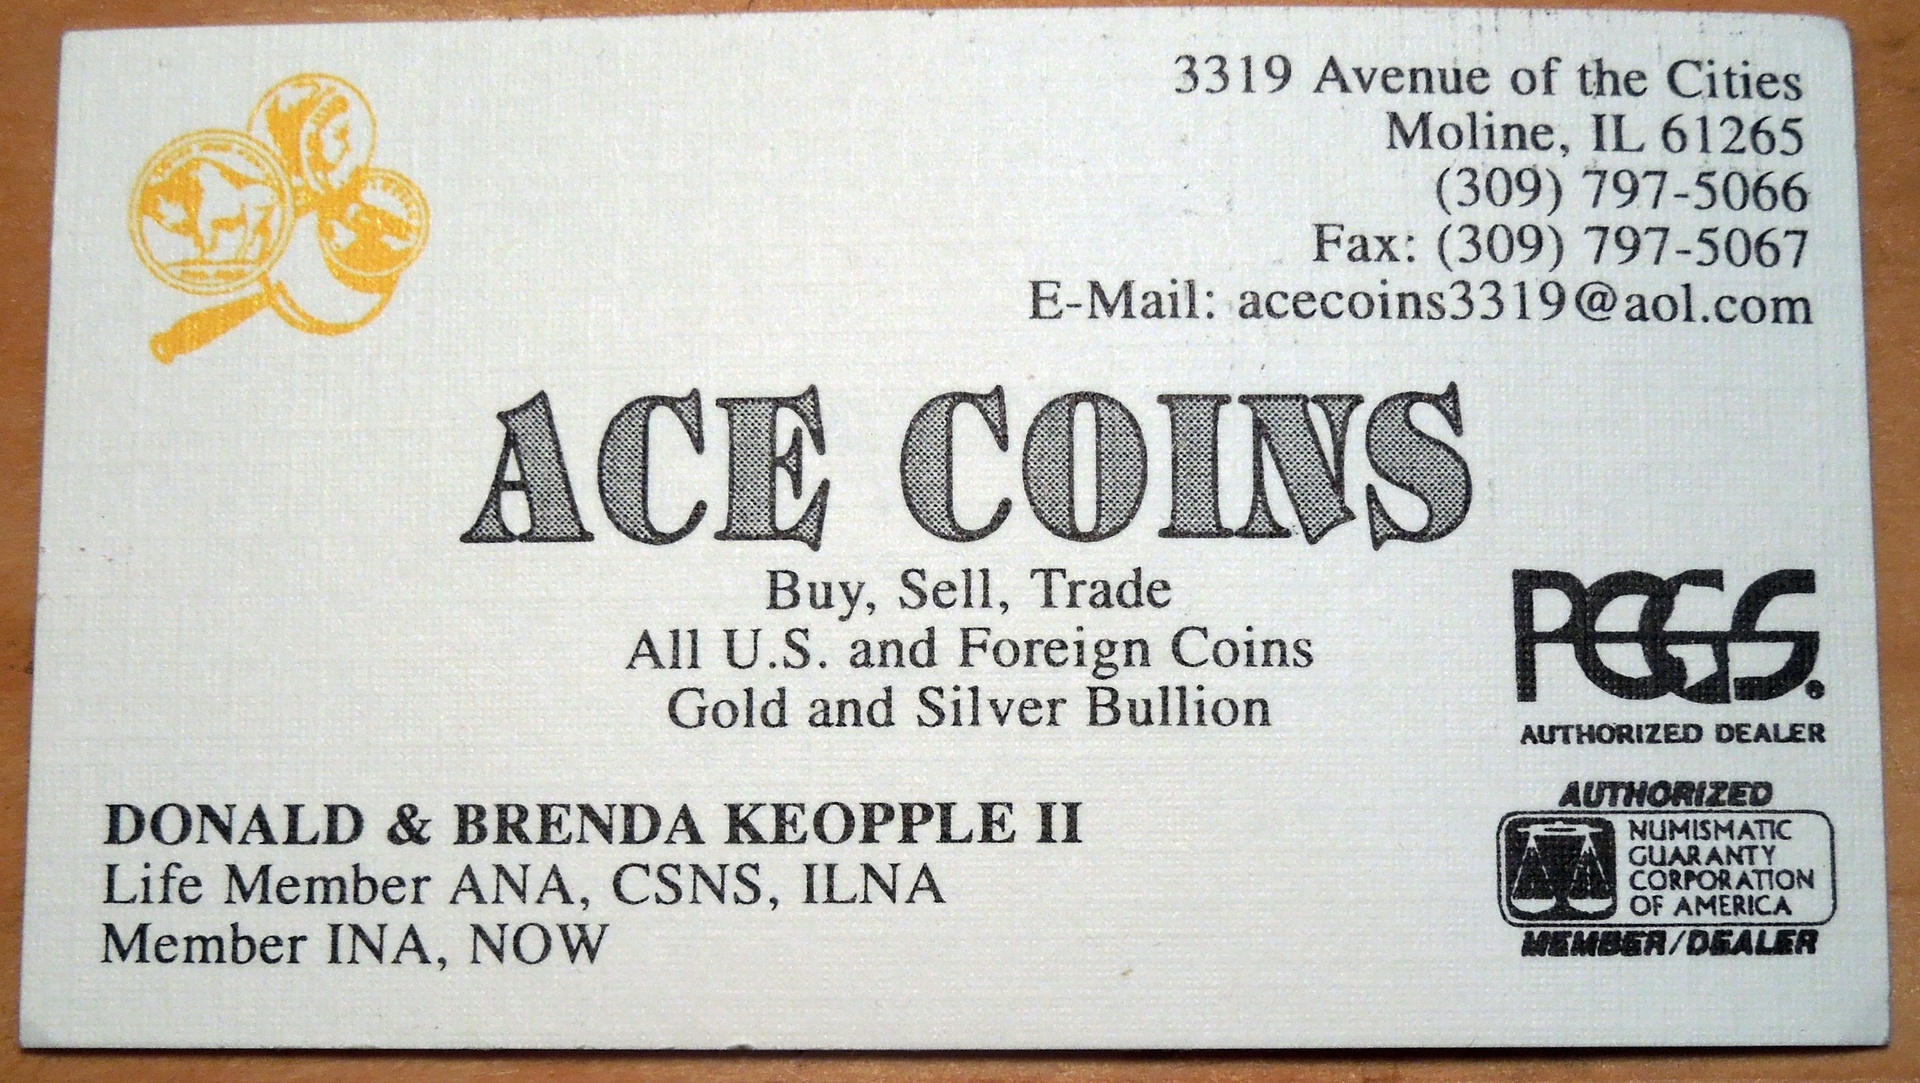 3319 Avenue of the Cities
Moline, IL 61265
(309) 797-5066
Fax: (309) 797-5067
E-Mail: acecoins3319@aol.com
ACE COINS
Buy, Sell, Trade
All U.S. and Foreign Coins
Gold and Silver Bullion
PCGS
AUTHORIZED DEALER
DONALD & BRENDA KEOPPLE II
Life Member ANA, CSNS, ILNA
Member INA, NOW
AUTHORIZED
NUMISMATIC
GUARANTY
CORPORATION
OF AMERICA
MEMBER/DEALER